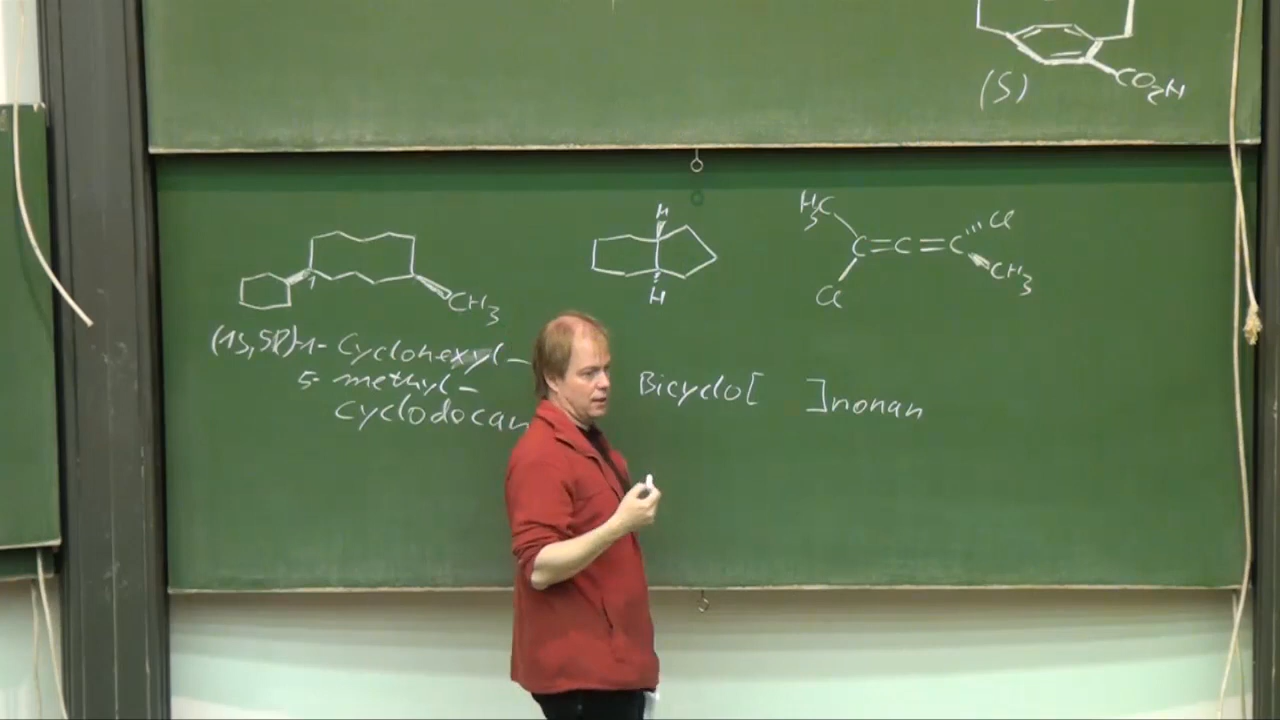 (S)
CO2H
H
H
H3C
C=C=C
Cl
CH3
Cl
1
CH3
(1S,5R)-1-Cyclohexyl-
5-methyl-
Cyclodocan
Bicyclo[ ]nonan